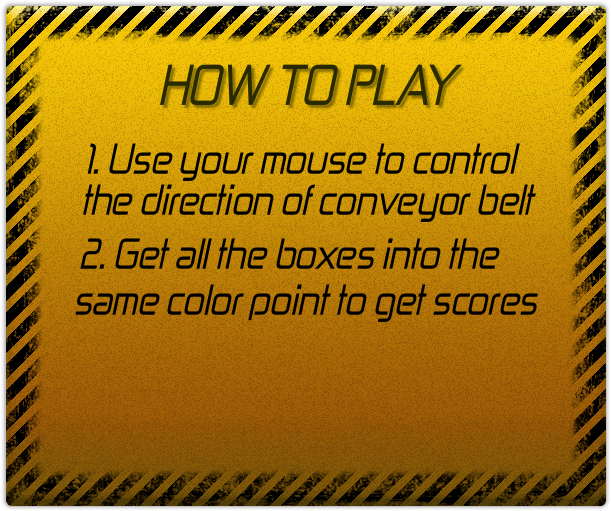 HOW TO PLAY
1. Use your mouse to control
the direction of conveyor belt
2. Get all the boxes into the
same color point to get scores